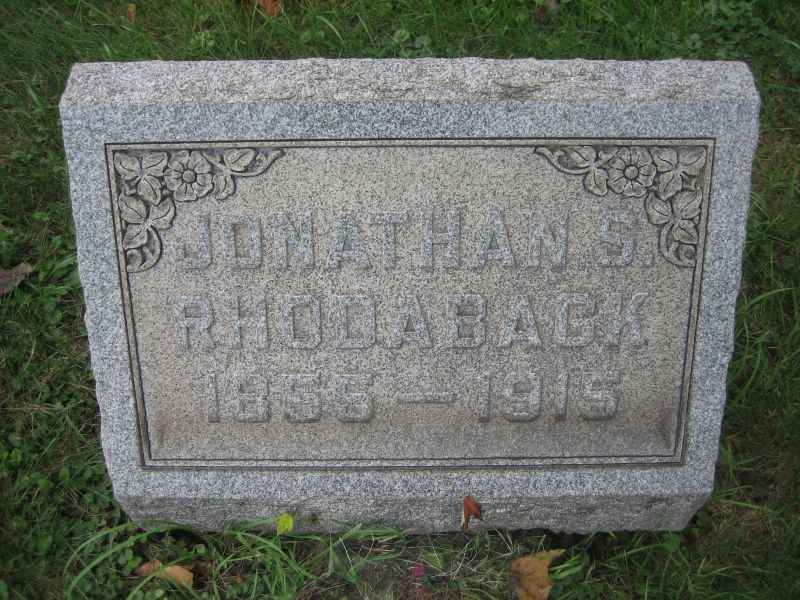 JONATHAN S.
RHODABACK
1855 — 1915